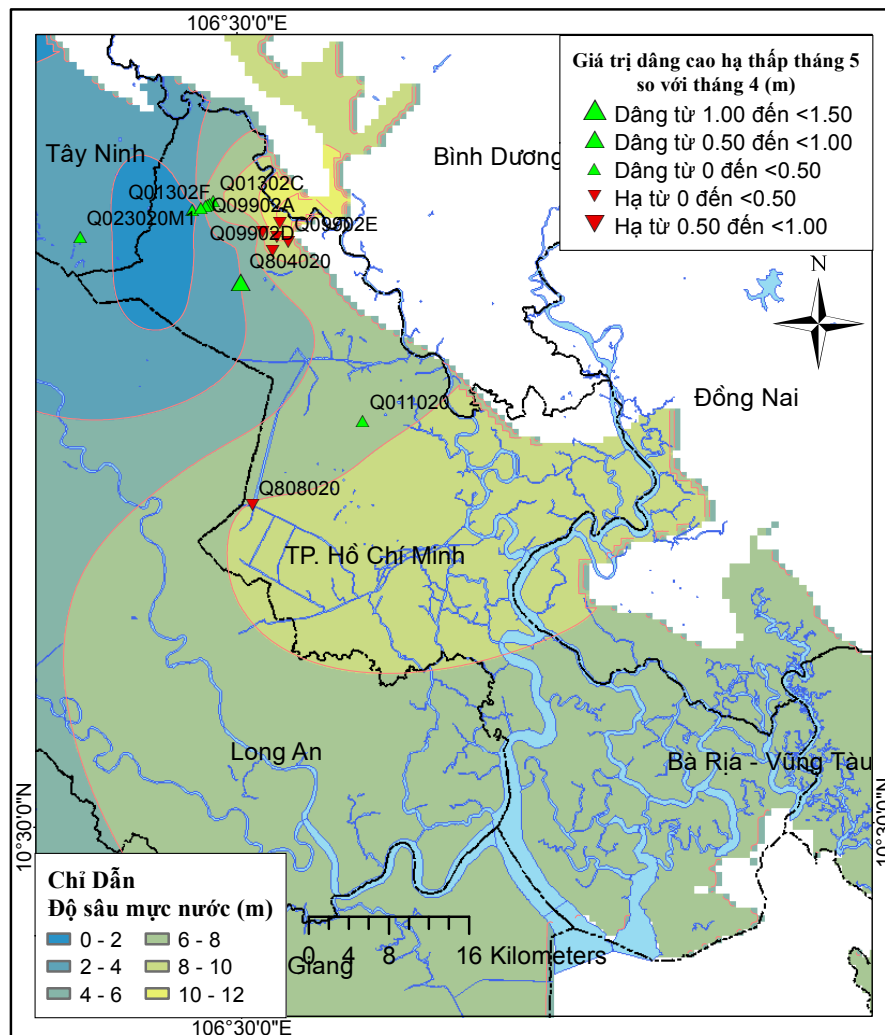 106°30'0"E
Giá trị dâng cao hạ thấp tháng 5
so với tháng 4 (m)
Dâng từ 1.00 đến <1.50
Dâng từ 0.50 đến <1.00
Dâng từ 0 đến <0.50
Hạ từ 0 đến <0.50
Hạ từ 0.50 đến <1.00
Tây Ninh
Bình Dương
Q01302C
Q01302F
Q09902A
Q023020M1
Q09902E
Q09902D
Q804020
N
Đồng Nai
Q011020
Q808020
TP. Hồ Chí Minh
Long An
Bà Rịa - Vũng Tàu
10°30'0"N
10°30'0"N
Chỉ Dẫn
Độ sâu mực nước (m)
0 - 2
6 - 8
2 - 4
8 - 10
4 - 6
10 - 12
0 4 8 16 Kilometers
Giang
106°30'0"E